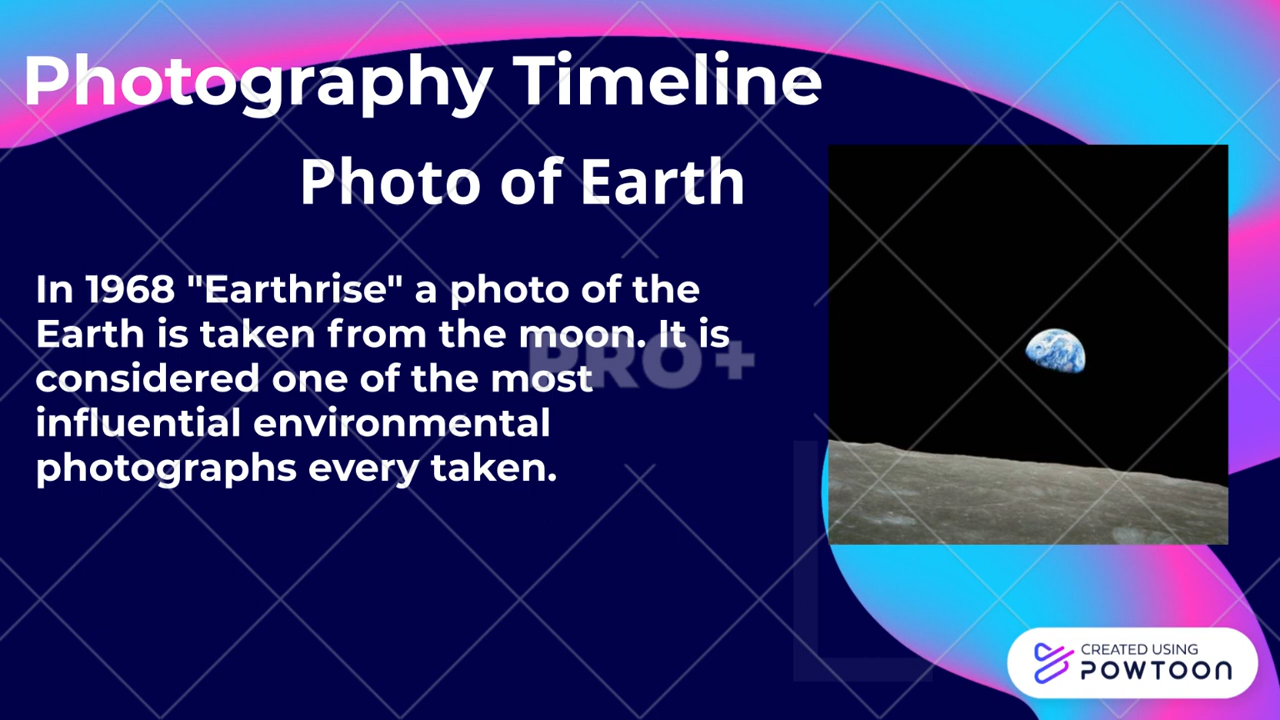 Photography Timeline
Photo of Earth
In 1968 "Earthrise" a photo of the
Earth is taken from the moon. It is
considered one of the most
influential environmental
photographs every taken.
PRO+
CREATED USING
POWTOON